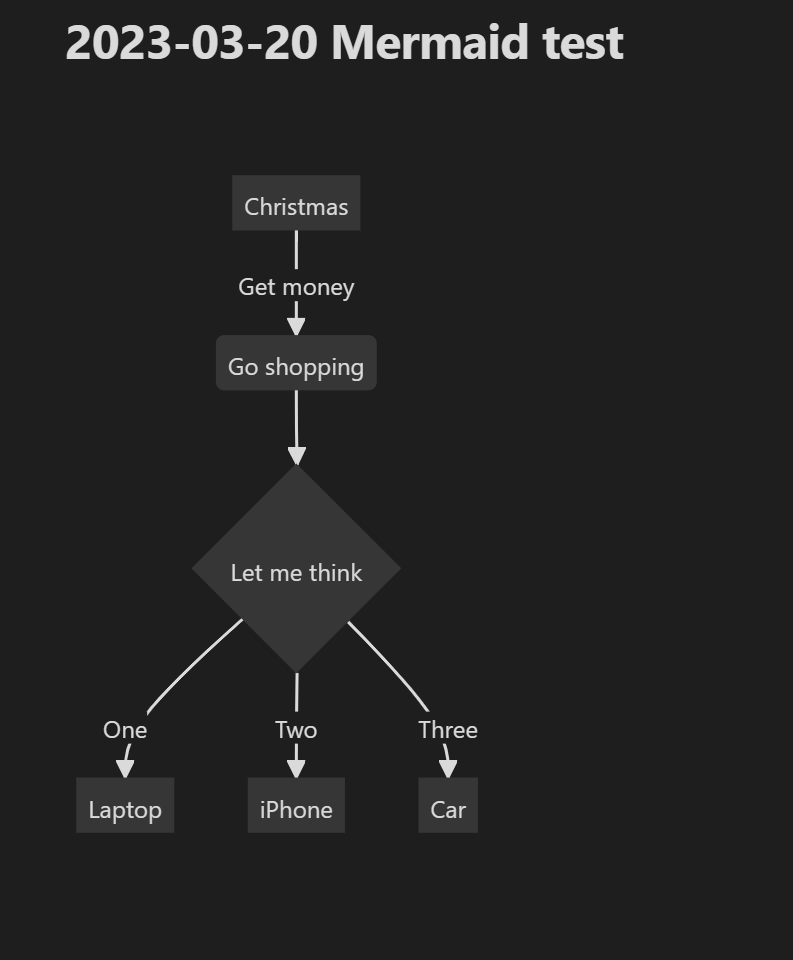 2023-03-20 Mermaid test
Christmas
Get money
Go shopping
Let me think
One
Two
Three
Laptop
iPhone
Car